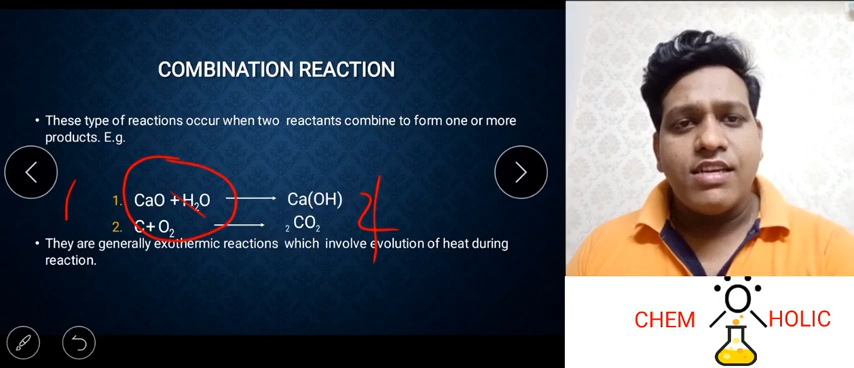 COMBINATION REACTION
• These type of reactions occur when two reactants combine to form one or more
products. E.g.
1. CaO + H₂O → Ca(OH)
2. C + O₂ → ₂ CO₂
• They are generally exothermic reactions which involve evolution of heat during
reaction.
CHEM O HOLIC